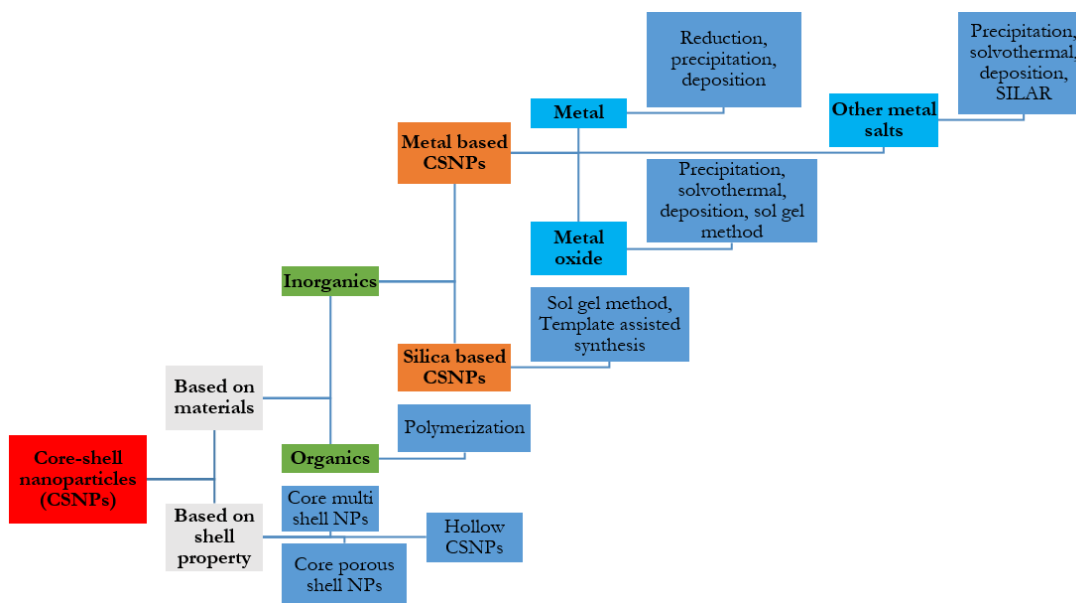 Precipitation,
solvothermal,
deposition,
SILAR
Reduction,
precipitation,
deposition
Metal
Other metal
salts
Metal based
CSNPs
Precipitation,
solvothermal,
deposition, sol gel
method
Metal
oxide
Inorganics
Sol gel method,
Template assisted
synthesis
Silica based
CSNPs
Based on
materials
Polymerization
Organics
Core-shell
nanoparticles
(CSNPs)
Based on
shell
property
Core multi
shell NPs
Hollow
CSNPs
Core porous
shell NPs